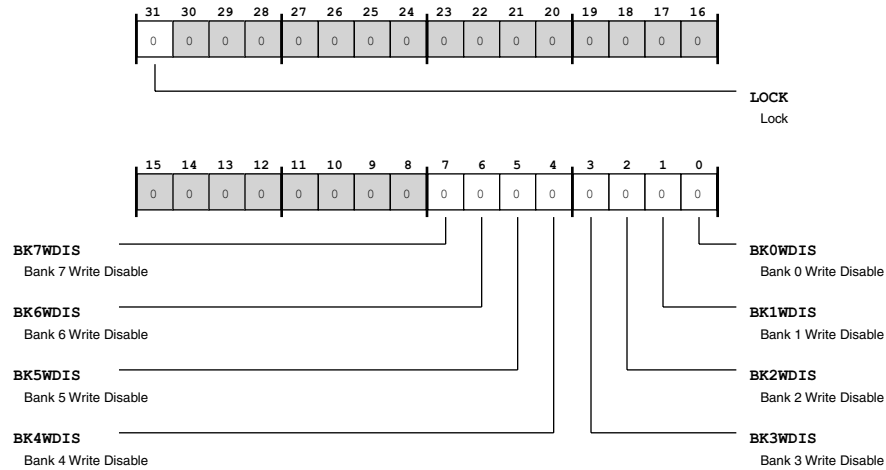 31 30 29 28 27 26 25 24 23 22 21 20 19 18 17 16
0 0 0 0 0 0 0 0 0 0 0 0 0 0 0 0
LOCK
Lock
15 14 13 12 11 10 9 8 7 6 5 4 3 2 1 0
0 0 0 0 0 0 0 0 0 0 0 0 0 0 0 0
BK7WDIS BK0WDIS
Bank 7 Write Disable Bank 0 Write Disable
BK6WDIS BK1WDIS
Bank 6 Write Disable Bank 1 Write Disable
BK5WDIS BK2WDIS
Bank 5 Write Disable Bank 2 Write Disable
BK4WDIS BK3WDIS
Bank 4 Write Disable Bank 3 Write Disable